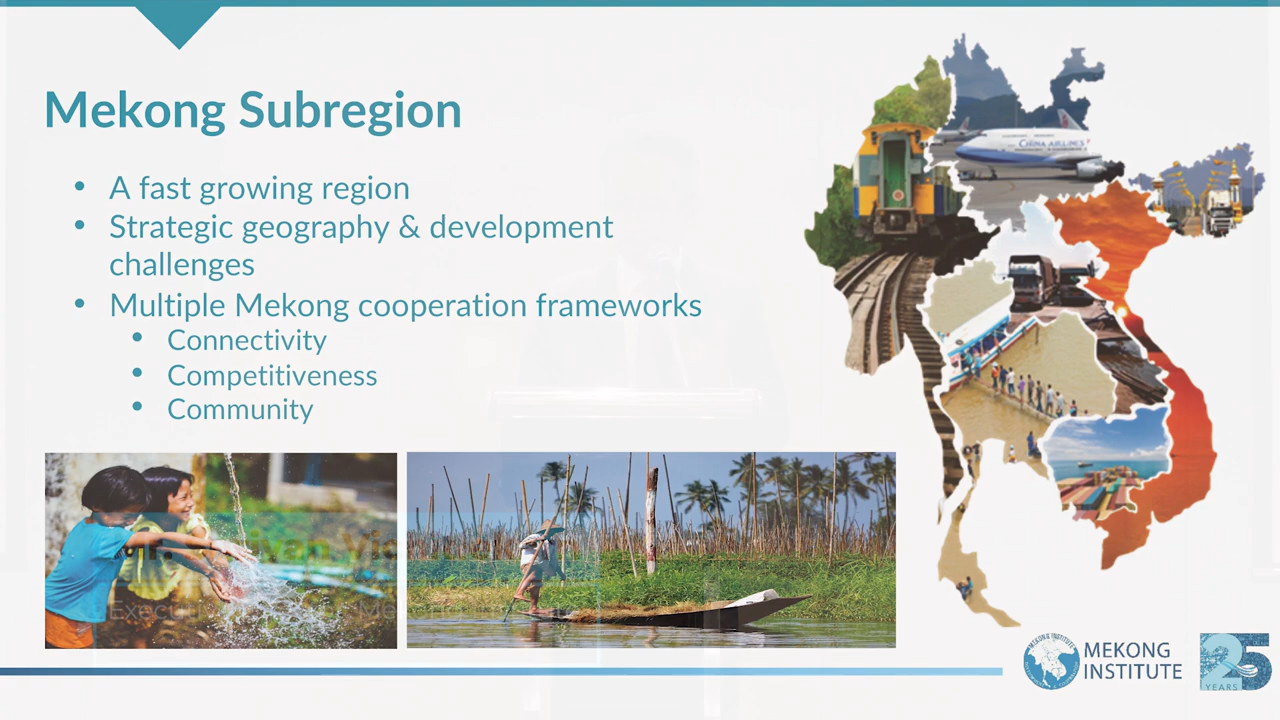 Mekong Subregion
• A fast growing region
• Strategic geography & development
challenges
• Multiple Mekong cooperation frameworks
• Connectivity
• Competitiveness
• Community
CHINA AIRLINES
MEKONG
INSTITUTE
25
YEARS